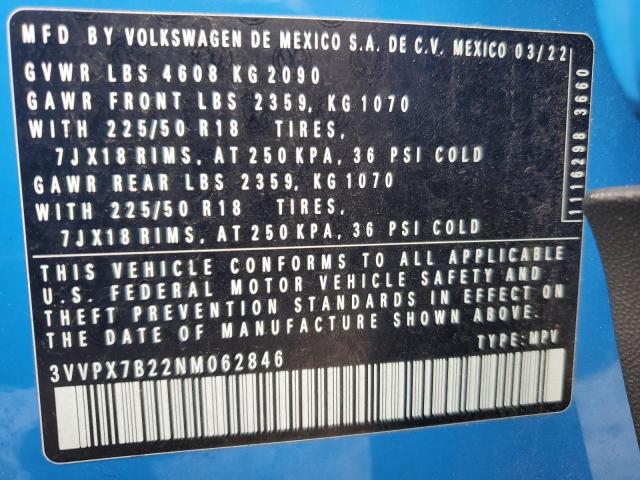 MFD BY VOLKSWAGEN DE MEXICO S.A. DE C.V. MEXICO 03/22
GVWR LBS 4608 KG 2090
GAWR FRONT LBS 2359, KG 1070
WITH 225/50 R18 TIRES,
7JX18 RIMS, AT 250 KPA, 36 PSI COLD
GAWR REAR LBS 2359, KG 1070
WITH 225/50 R18 TIRES,
7JX18 RIMS, AT 250 KPA, 36 PSI COLD
1116298 3660
THIS VEHICLE CONFORMS TO ALL APPLICABLE
U.S. FEDERAL MOTOR VEHICLE SAFETY AND
THEFT PREVENTION STANDARDS IN EFFECT ON
THE DATE OF MANUFACTURE SHOWN ABOVE.
TYPE: MPV
3VVPX7B22NM062846